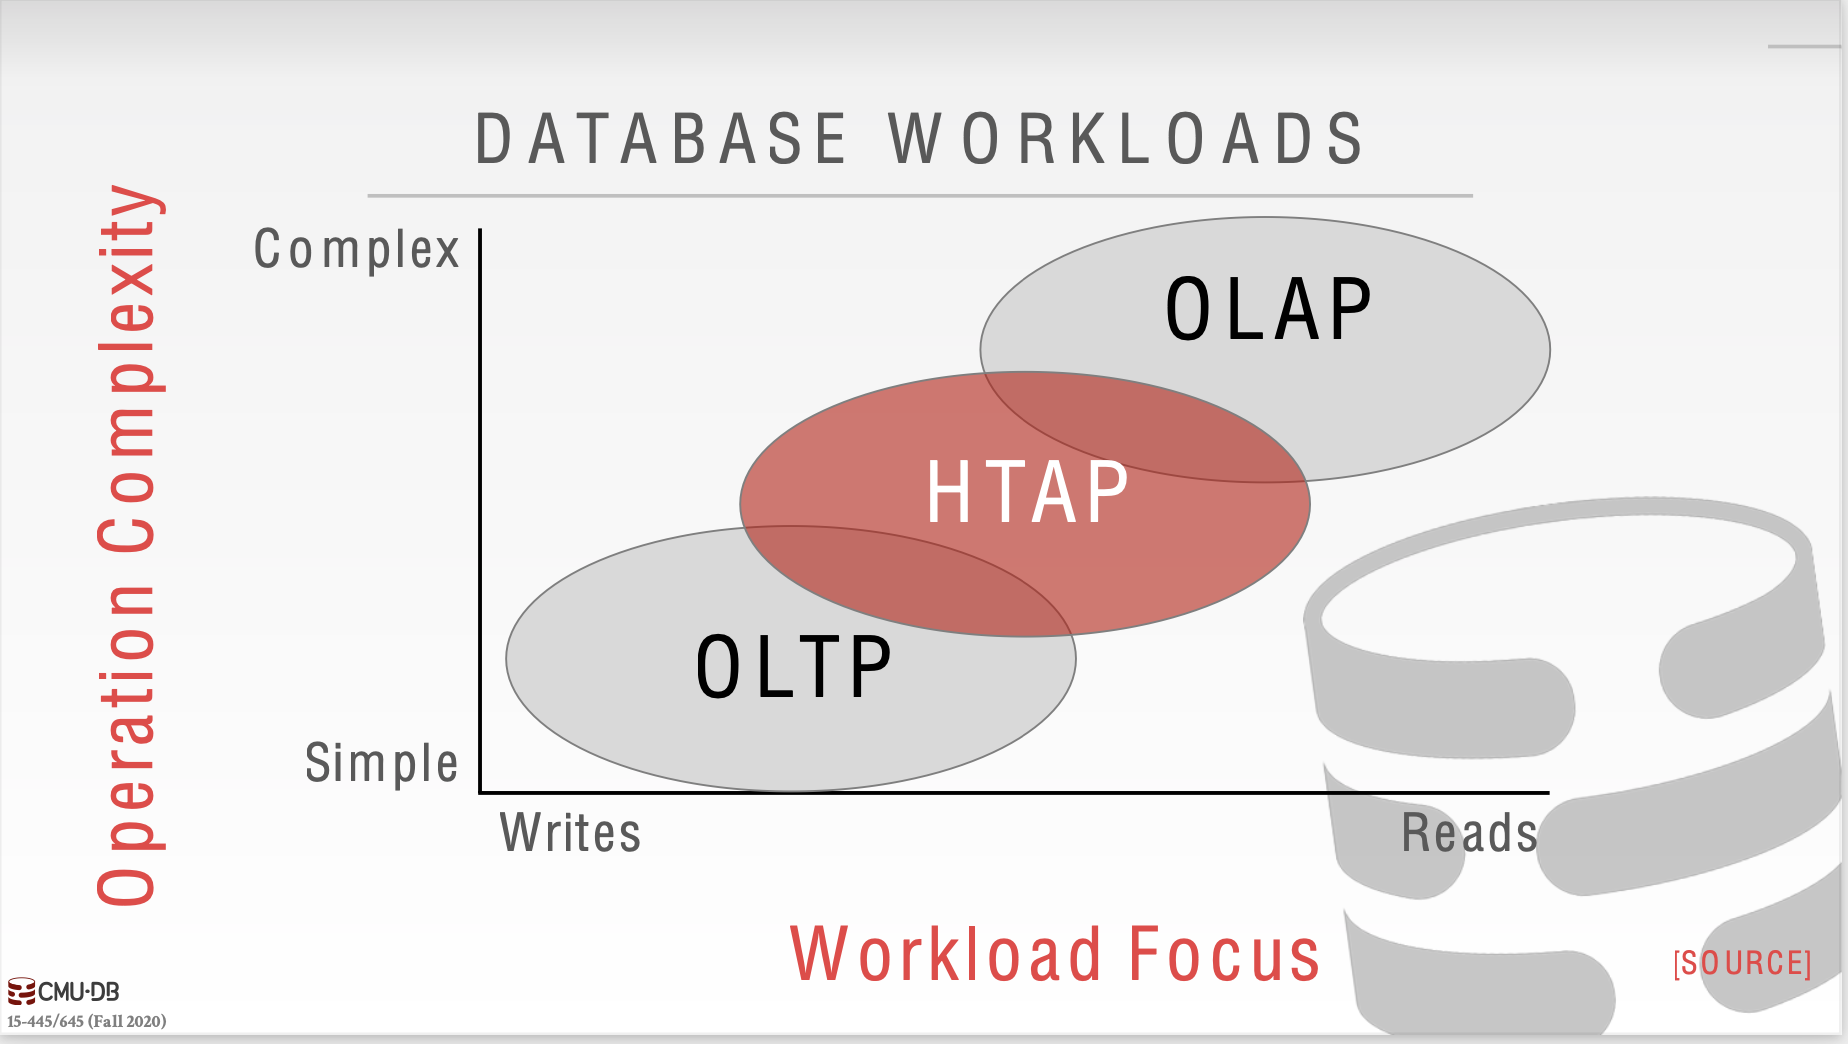 DATABASE WORKLOADS
Operation Complexity
Complex
OLAP
HTAP
OLTP
Simple
Writes
Reads
Workload Focus
[SOURCE]
CMU·DB
15-445/645 (Fall 2020)